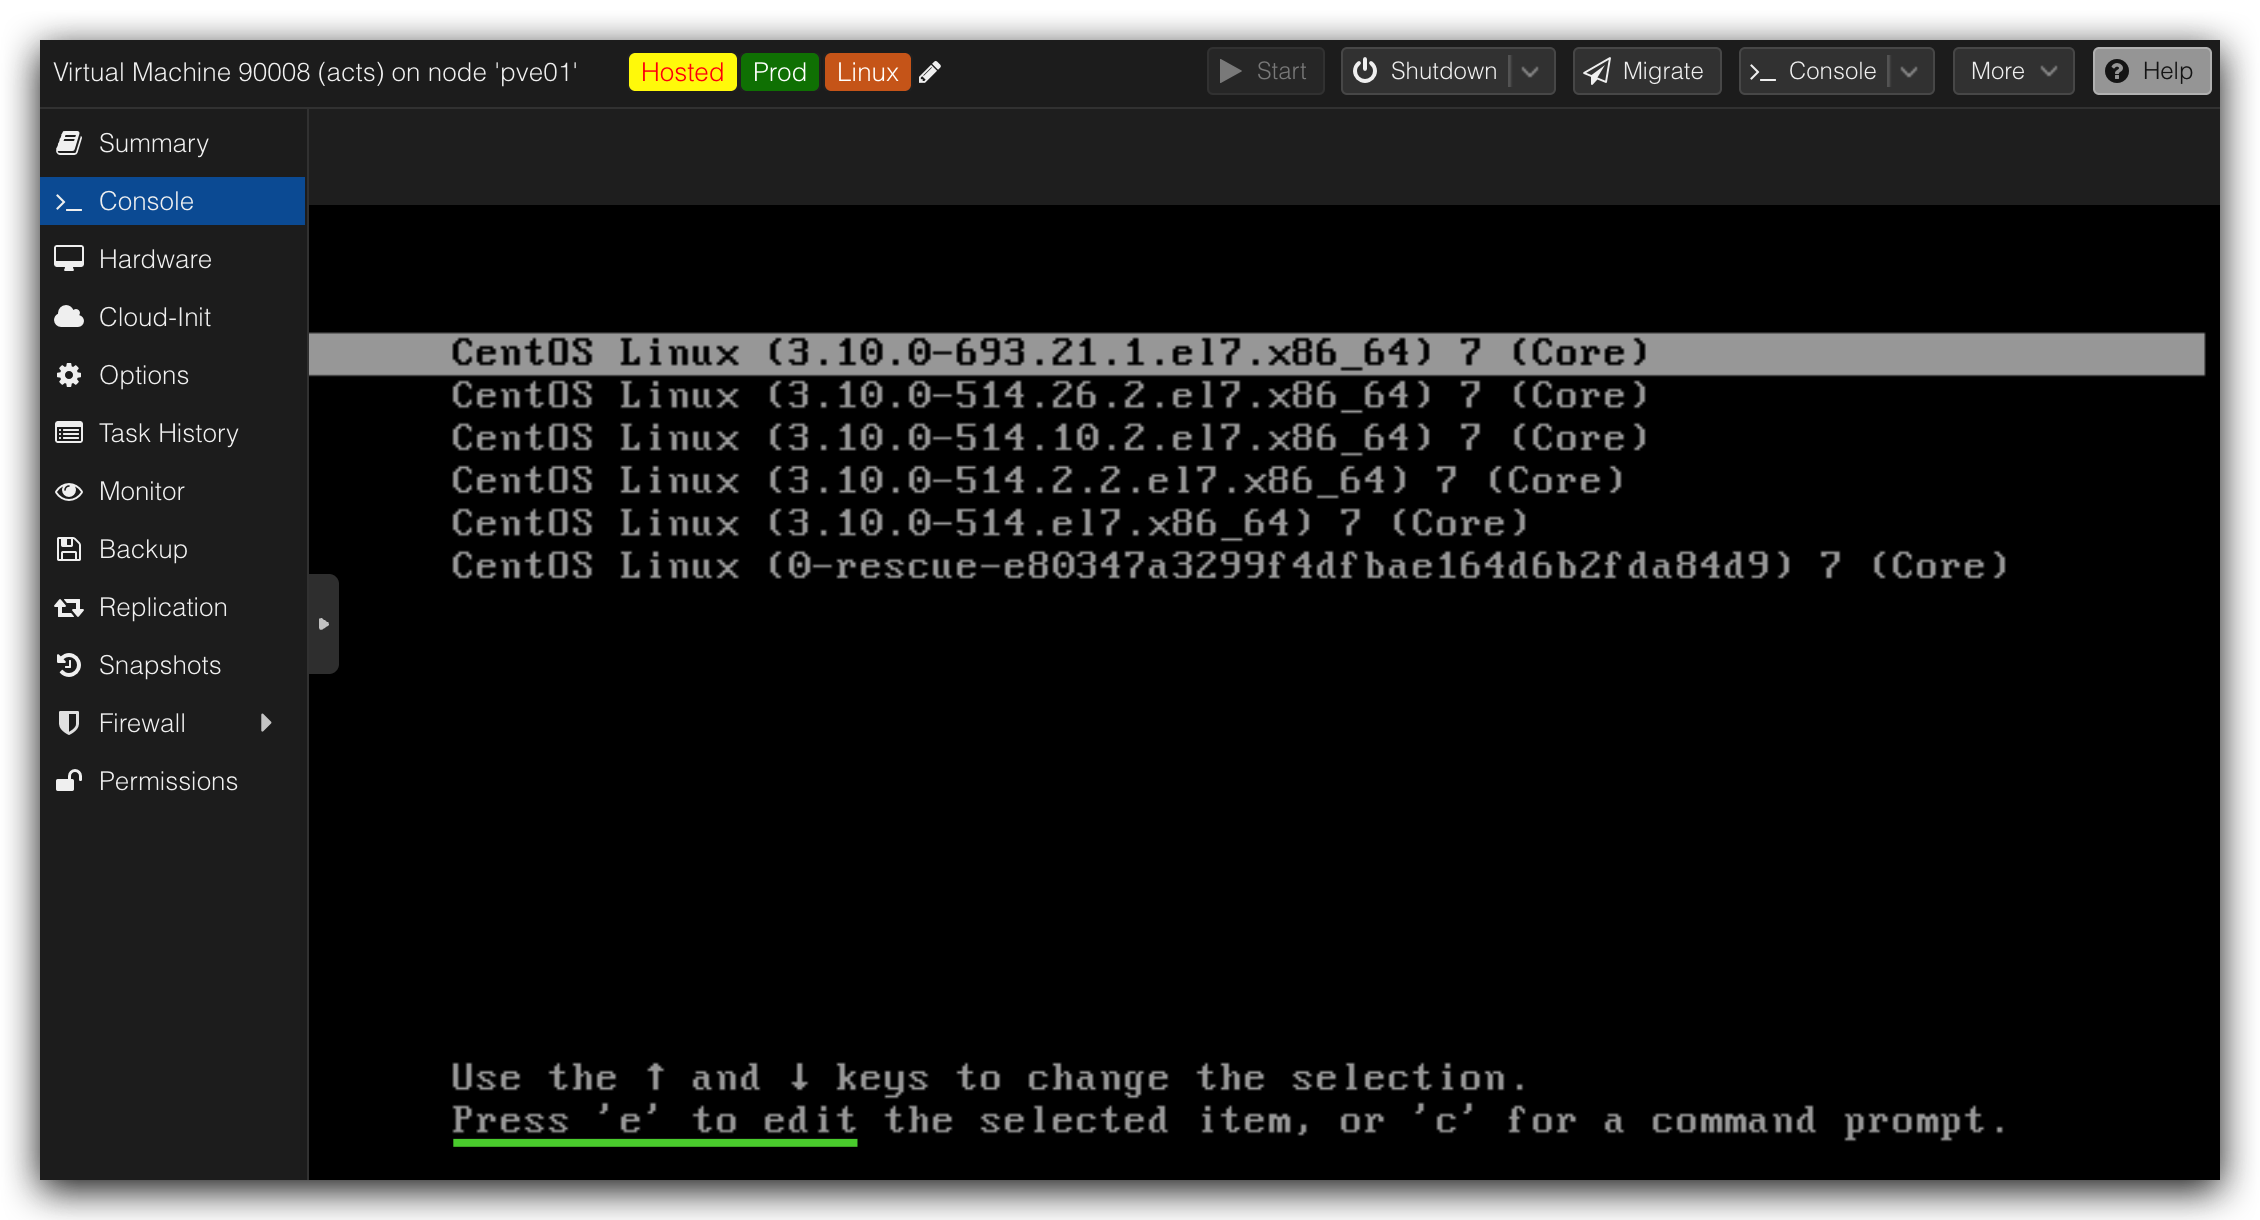 Virtual Machine 90008 (acts) on node 'pve01' Hosted Prod Linux Start Shutdown Migrate >_ Console More Help
Summary
>_ Console
Hardware
Cloud-Init
Options
Task History
Monitor
Backup
Replication
Snapshots
Firewall
Permissions
CentOS Linux (3.10.0-693.21.1.el7.x86_64) 7 (Core)
CentOS Linux (3.10.0-514.26.2.el7.x86_64) 7 (Core)
CentOS Linux (3.10.0-514.10.2.el7.x86_64) 7 (Core)
CentOS Linux (3.10.0-514.2.2.el7.x86_64) 7 (Core)
CentOS Linux (3.10.0-514.el7.x86_64) 7 (Core)
CentOS Linux (0-rescue-e80347a3299f4dfbae164d6b2fda84d9) 7 (Core)
Use the ↑ and ↓ keys to change the selection.
Press 'e' to edit the selected item, or 'c' for a command prompt.